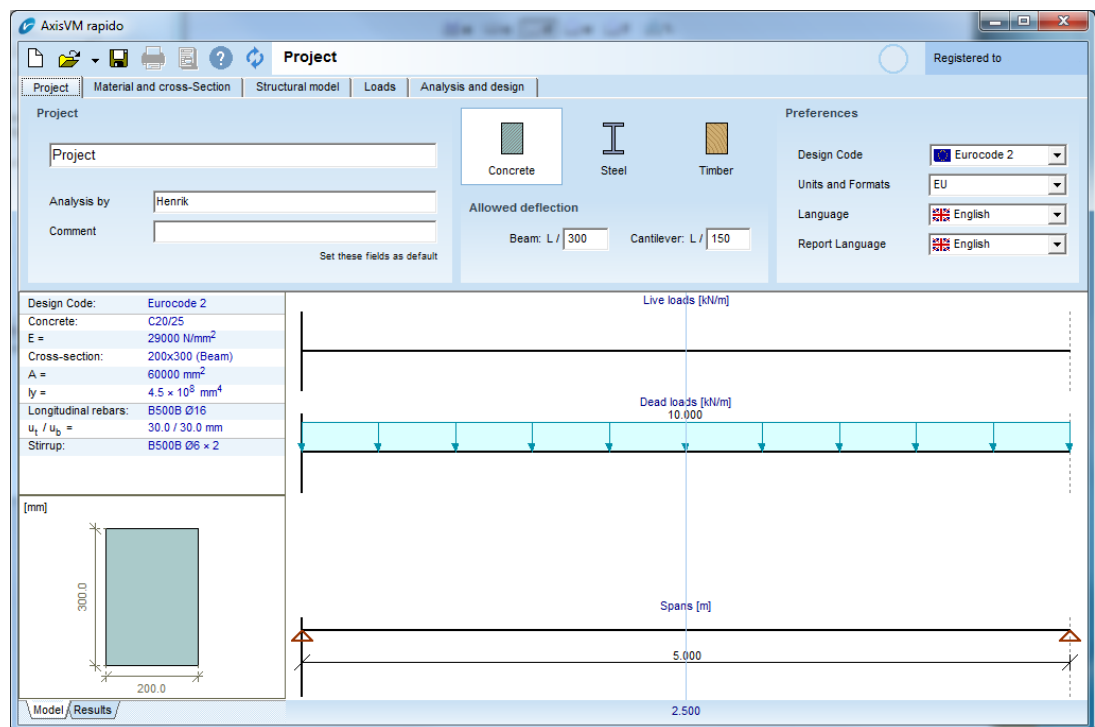 AxisVM rapido
Project
Registered to
Project Material and cross-Section Structural model Loads Analysis and design
Project
Project
Analysis by Henrik
Comment
Set these fields as default
Concrete Steel Timber
Allowed deflection
Beam: L / 300 Cantilever: L / 150
Preferences
Design Code Eurocode 2
Units and Formats EU
Language English
Report Language English
Design Code: Eurocode 2
Concrete: C20/25
E = 29000 N/mm²
Cross-section: 200x300 (Beam)
A = 60000 mm²
Iy = 4.5 × 10⁸ mm⁴
Longitudinal rebars: B500B Ø16
uₜ / u_b = 30.0 / 30.0 mm
Stirrup: B500B Ø6 × 2
[mm]
300.0
200.0
Model Results
Live loads [kN/m]
Dead loads [kN/m]
10.000
Spans [m]
5.000
2.500